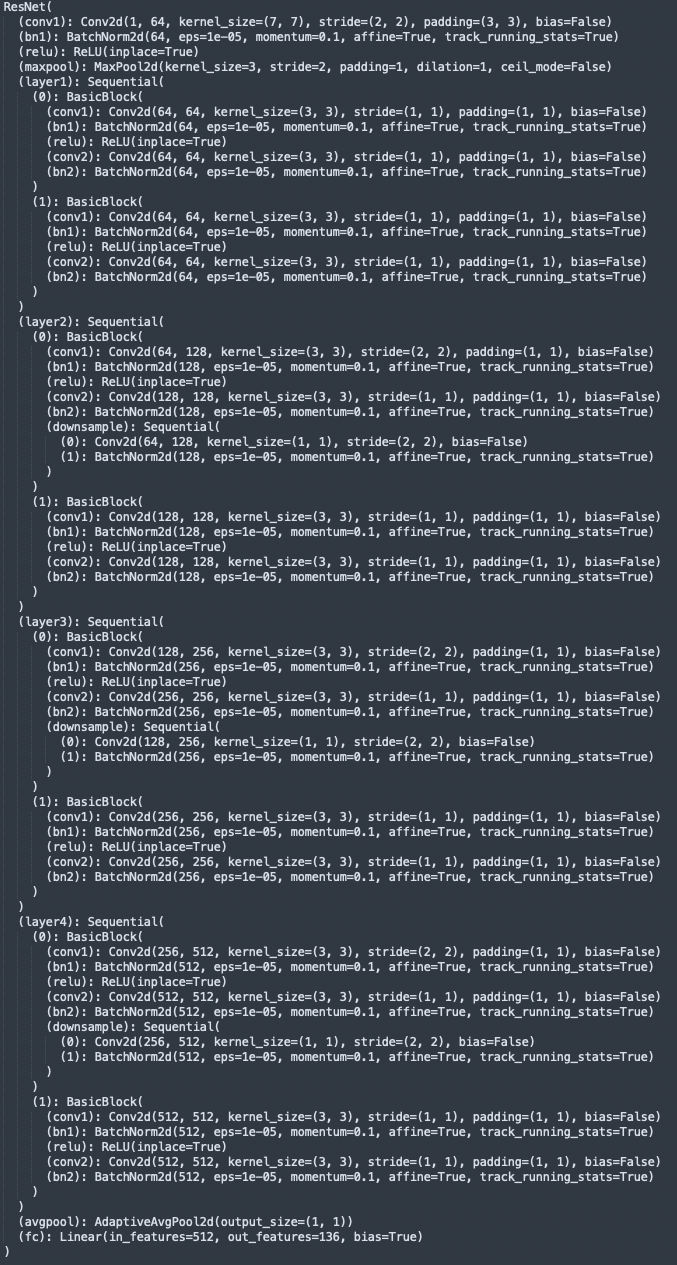 ResNet(
  (conv1): Conv2d(1, 64, kernel_size=(7, 7), stride=(2, 2), padding=(3, 3), bias=False)
  (bn1): BatchNorm2d(64, eps=1e-05, momentum=0.1, affine=True, track_running_stats=True)
  (relu): ReLU(inplace=True)
  (maxpool): MaxPool2d(kernel_size=3, stride=2, padding=1, dilation=1, ceil_mode=False)
  (layer1): Sequential(
    (0): BasicBlock(
      (conv1): Conv2d(64, 64, kernel_size=(3, 3), stride=(1, 1), padding=(1, 1), bias=False)
      (bn1): BatchNorm2d(64, eps=1e-05, momentum=0.1, affine=True, track_running_stats=True)
      (relu): ReLU(inplace=True)
      (conv2): Conv2d(64, 64, kernel_size=(3, 3), stride=(1, 1), padding=(1, 1), bias=False)
      (bn2): BatchNorm2d(64, eps=1e-05, momentum=0.1, affine=True, track_running_stats=True)
    )
    (1): BasicBlock(
      (conv1): Conv2d(64, 64, kernel_size=(3, 3), stride=(1, 1), padding=(1, 1), bias=False)
      (bn1): BatchNorm2d(64, eps=1e-05, momentum=0.1, affine=True, track_running_stats=True)
      (relu): ReLU(inplace=True)
      (conv2): Conv2d(64, 64, kernel_size=(3, 3), stride=(1, 1), padding=(1, 1), bias=False)
      (bn2): BatchNorm2d(64, eps=1e-05, momentum=0.1, affine=True, track_running_stats=True)
    )
  )
  (layer2): Sequential(
    (0): BasicBlock(
      (conv1): Conv2d(64, 128, kernel_size=(3, 3), stride=(2, 2), padding=(1, 1), bias=False)
      (bn1): BatchNorm2d(128, eps=1e-05, momentum=0.1, affine=True, track_running_stats=True)
      (relu): ReLU(inplace=True)
      (conv2): Conv2d(128, 128, kernel_size=(3, 3), stride=(1, 1), padding=(1, 1), bias=False)
      (bn2): BatchNorm2d(128, eps=1e-05, momentum=0.1, affine=True, track_running_stats=True)
      (downsample): Sequential(
        (0): Conv2d(64, 128, kernel_size=(1, 1), stride=(2, 2), bias=False)
        (1): BatchNorm2d(128, eps=1e-05, momentum=0.1, affine=True, track_running_stats=True)
      )
    )
    (1): BasicBlock(
      (conv1): Conv2d(128, 128, kernel_size=(3, 3), stride=(1, 1), padding=(1, 1), bias=False)
      (bn1): BatchNorm2d(128, eps=1e-05, momentum=0.1, affine=True, track_running_stats=True)
      (relu): ReLU(inplace=True)
      (conv2): Conv2d(128, 128, kernel_size=(3, 3), stride=(1, 1), padding=(1, 1), bias=False)
      (bn2): BatchNorm2d(128, eps=1e-05, momentum=0.1, affine=True, track_running_stats=True)
    )
  )
  (layer3): Sequential(
    (0): BasicBlock(
      (conv1): Conv2d(128, 256, kernel_size=(3, 3), stride=(2, 2), padding=(1, 1), bias=False)
      (bn1): BatchNorm2d(256, eps=1e-05, momentum=0.1, affine=True, track_running_stats=True)
      (relu): ReLU(inplace=True)
      (conv2): Conv2d(256, 256, kernel_size=(3, 3), stride=(1, 1), padding=(1, 1), bias=False)
      (bn2): BatchNorm2d(256, eps=1e-05, momentum=0.1, affine=True, track_running_stats=True)
      (downsample): Sequential(
        (0): Conv2d(128, 256, kernel_size=(1, 1), stride=(2, 2), bias=False)
        (1): BatchNorm2d(256, eps=1e-05, momentum=0.1, affine=True, track_running_stats=True)
      )
    )
    (1): BasicBlock(
      (conv1): Conv2d(256, 256, kernel_size=(3, 3), stride=(1, 1), padding=(1, 1), bias=False)
      (bn1): BatchNorm2d(256, eps=1e-05, momentum=0.1, affine=True, track_running_stats=True)
      (relu): ReLU(inplace=True)
      (conv2): Conv2d(256, 256, kernel_size=(3, 3), stride=(1, 1), padding=(1, 1), bias=False)
      (bn2): BatchNorm2d(256, eps=1e-05, momentum=0.1, affine=True, track_running_stats=True)
    )
  )
  (layer4): Sequential(
    (0): BasicBlock(
      (conv1): Conv2d(256, 512, kernel_size=(3, 3), stride=(2, 2), padding=(1, 1), bias=False)
      (bn1): BatchNorm2d(512, eps=1e-05, momentum=0.1, affine=True, track_running_stats=True)
      (relu): ReLU(inplace=True)
      (conv2): Conv2d(512, 512, kernel_size=(3, 3), stride=(1, 1), padding=(1, 1), bias=False)
      (bn2): BatchNorm2d(512, eps=1e-05, momentum=0.1, affine=True, track_running_stats=True)
      (downsample): Sequential(
        (0): Conv2d(256, 512, kernel_size=(1, 1), stride=(2, 2), bias=False)
        (1): BatchNorm2d(512, eps=1e-05, momentum=0.1, affine=True, track_running_stats=True)
      )
    )
    (1): BasicBlock(
      (conv1): Conv2d(512, 512, kernel_size=(3, 3), stride=(1, 1), padding=(1, 1), bias=False)
      (bn1): BatchNorm2d(512, eps=1e-05, momentum=0.1, affine=True, track_running_stats=True)
      (relu): ReLU(inplace=True)
      (conv2): Conv2d(512, 512, kernel_size=(3, 3), stride=(1, 1), padding=(1, 1), bias=False)
      (bn2): BatchNorm2d(512, eps=1e-05, momentum=0.1, affine=True, track_running_stats=True)
    )
  )
  (avgpool): AdaptiveAvgPool2d(output_size=(1, 1))
  (fc): Linear(in_features=512, out_features=136, bias=True)
)